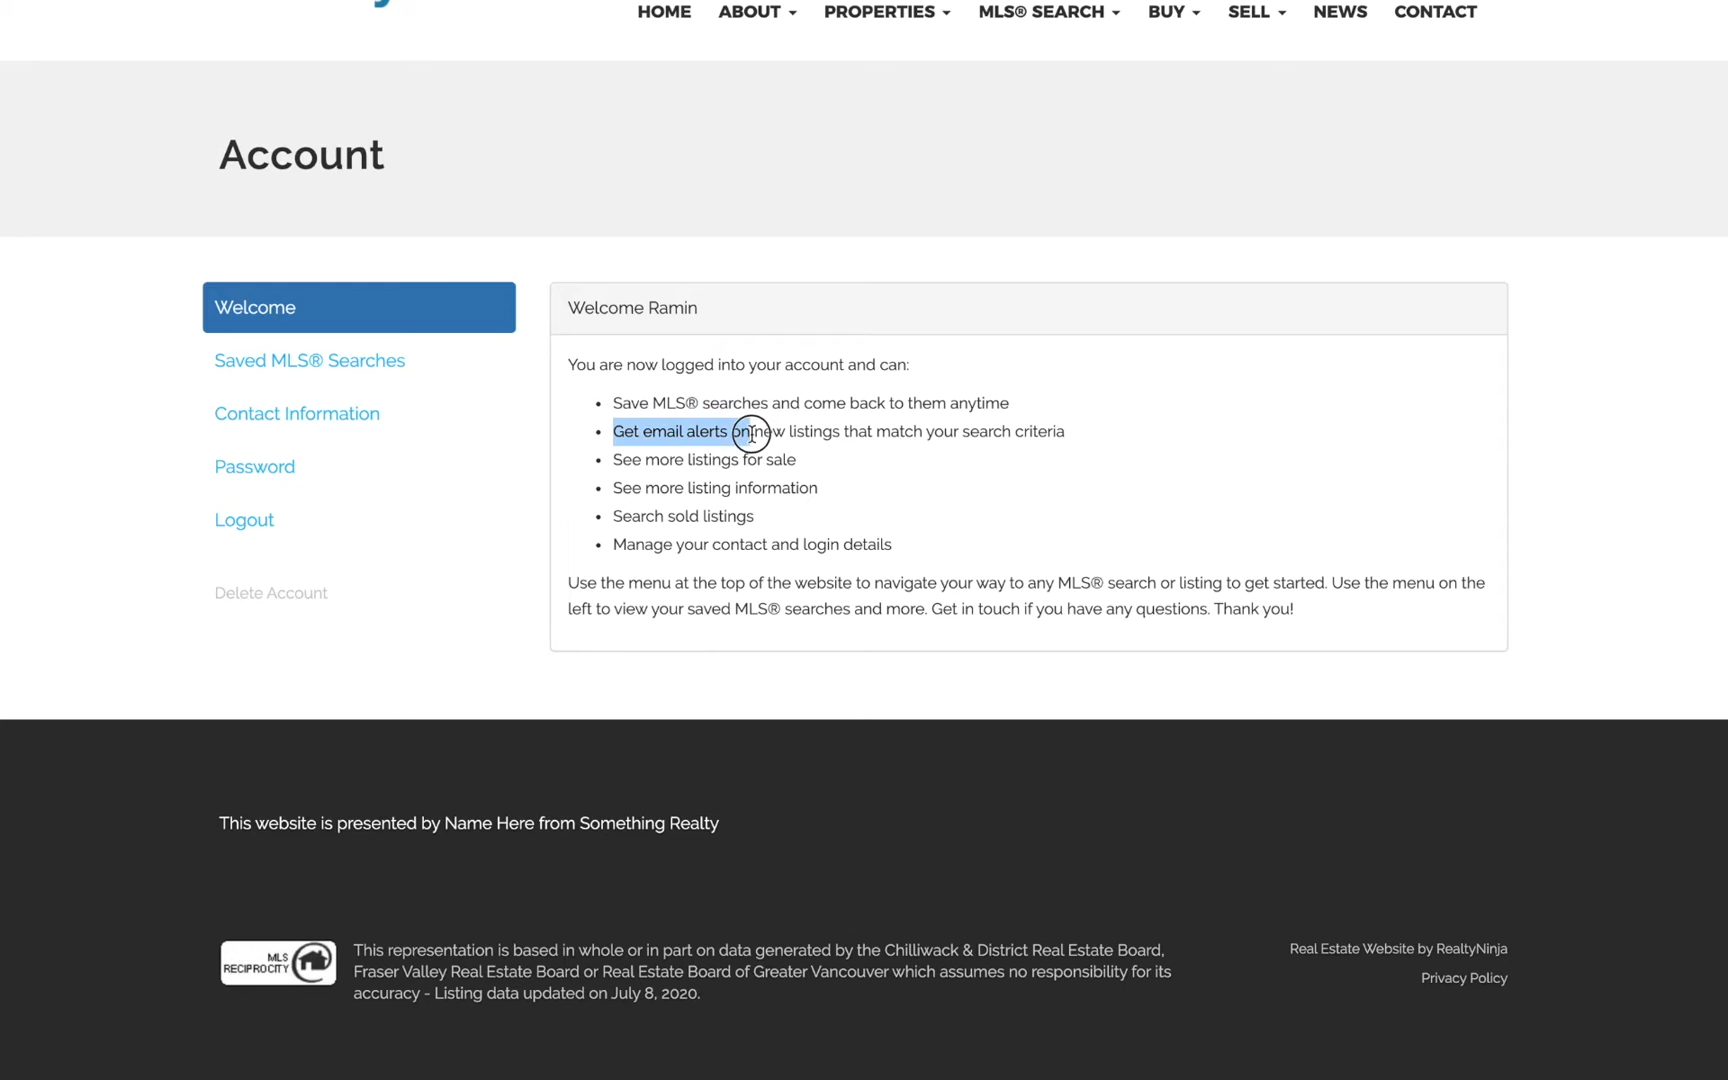 HOME ABOUT PROPERTIES MLS® SEARCH BUY SELL NEWS CONTACT
Account
Welcome
Saved MLS® Searches
Contact Information
Password
Logout
Delete Account
Welcome Ramin
You are now logged into your account and can:
• Save MLS® searches and come back to them anytime
• Get email alerts on new listings that match your search criteria
• See more listings for sale
• See more listing information
• Search sold listings
• Manage your contact and login details
Use the menu at the top of the website to navigate your way to any MLS® search or listing to get started. Use the menu on the
left to view your saved MLS® searches and more. Get in touch if you have any questions. Thank you!
This website is presented by Name Here from Something Realty
MLS
RECIPROCITY
This representation is based in whole or in part on data generated by the Chilliwack & District Real Estate Board,
Fraser Valley Real Estate Board or Real Estate Board of Greater Vancouver which assumes no responsibility for its
accuracy - Listing data updated on July 8, 2020.
Real Estate Website by RealtyNinja
Privacy Policy